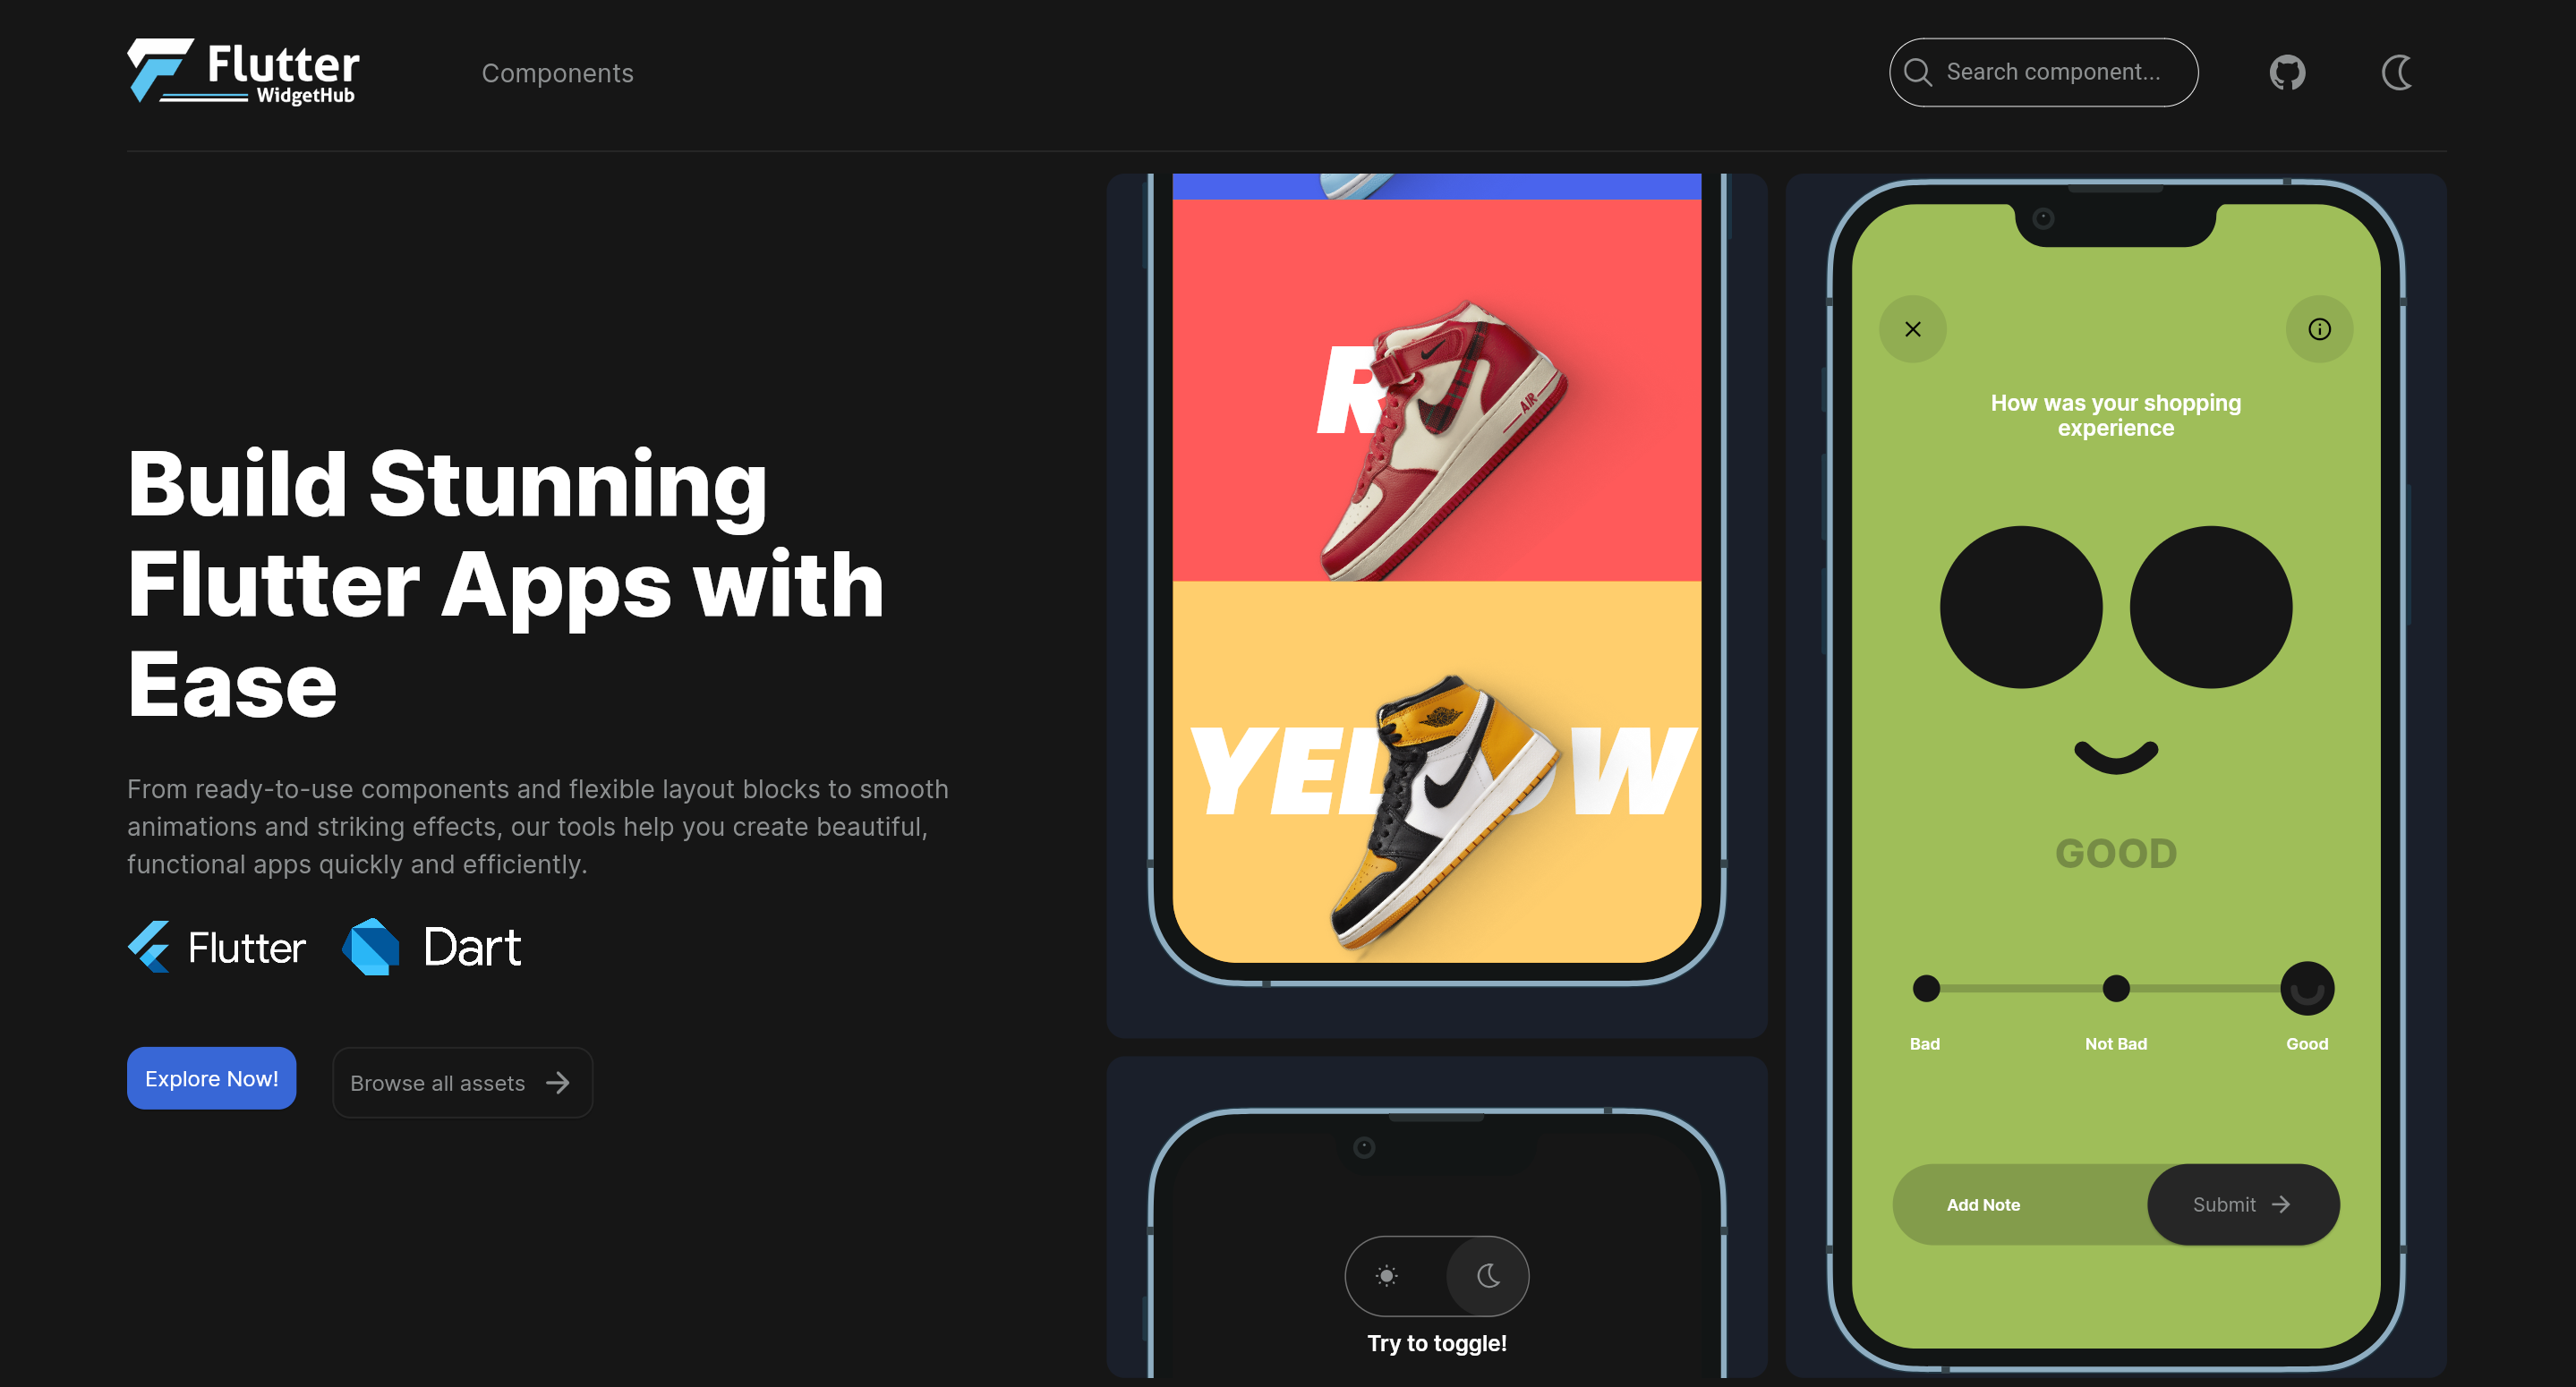 Flutter
WidgetHub
Components
Search component...
Build Stunning
Flutter Apps with
Ease
From ready-to-use components and flexible layout blocks to smooth
animations and striking effects, our tools help you create beautiful,
functional apps quickly and efficiently.
Flutter
Dart
Explore Now!
Browse all assets
AIR
Try to toggle!
How was your shopping
experience
GOOD
Bad
Not Bad
Good
Add Note
Submit